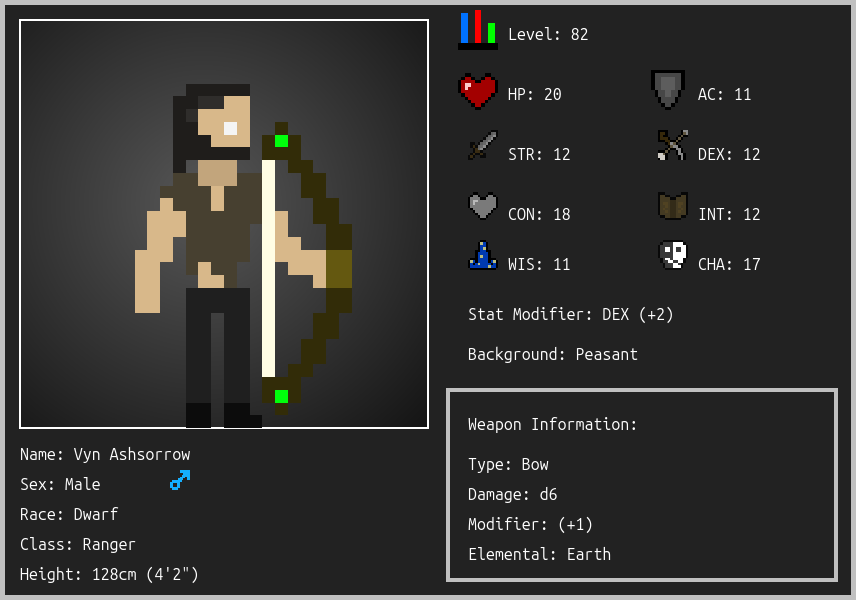 Level: 82
HP: 20
AC: 11
STR: 12
DEX: 12
CON: 18
INT: 12
WIS: 11
CHA: 17
Stat Modifier: DEX (+2)
Background: Peasant
Weapon Information:
Type: Bow
Damage: d6
Modifier: (+1)
Elemental: Earth
Name: Vyn Ashsorrow
Sex: Male
Race: Dwarf
Class: Ranger
Height: 128cm (4'2")